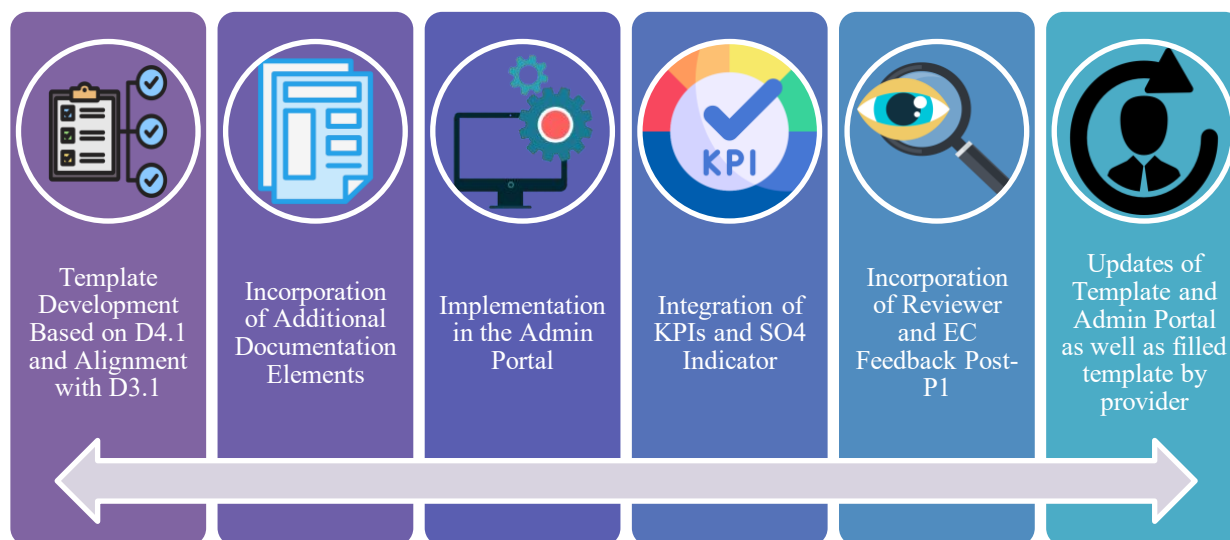 KPI
Template
Development
Based on D4.1
and Alignment
with D3.1
Incorporation
of Additional
Documentation
Elements
Implementation
in the Admin
Portal
Integration of
KPIs and SO4
Indicator
Incorporation
of Reviewer
and EC
Feedback Post-
P1
Updates of
Template and
Admin Portal
as well as filled
template by
provider